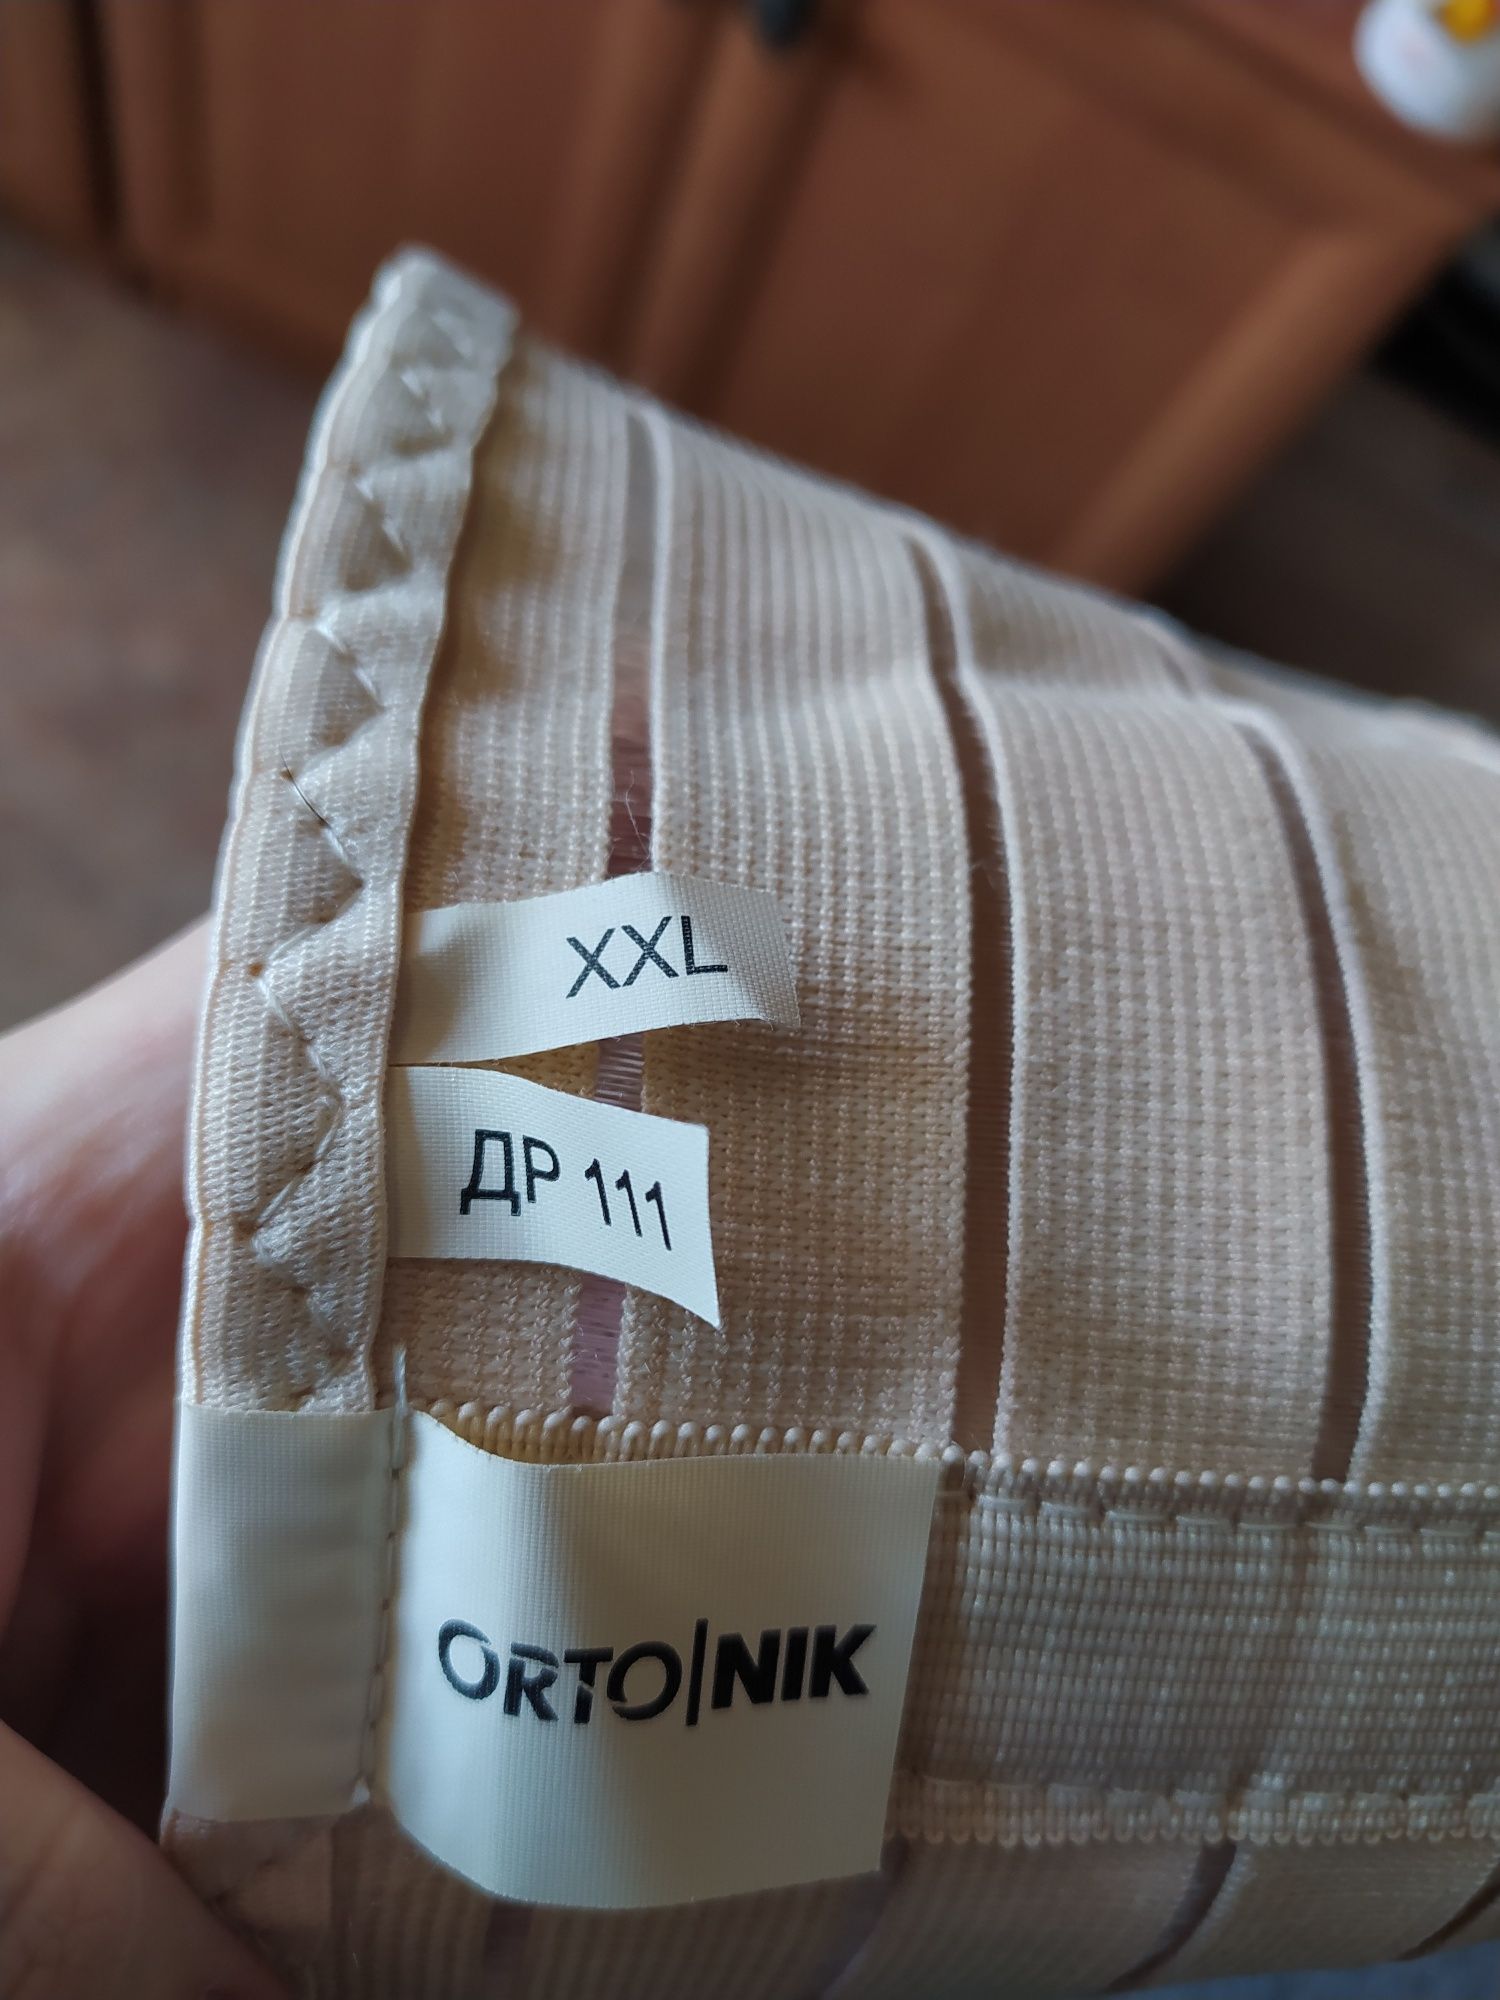 XXL
ДР 111
ORTO|NIK